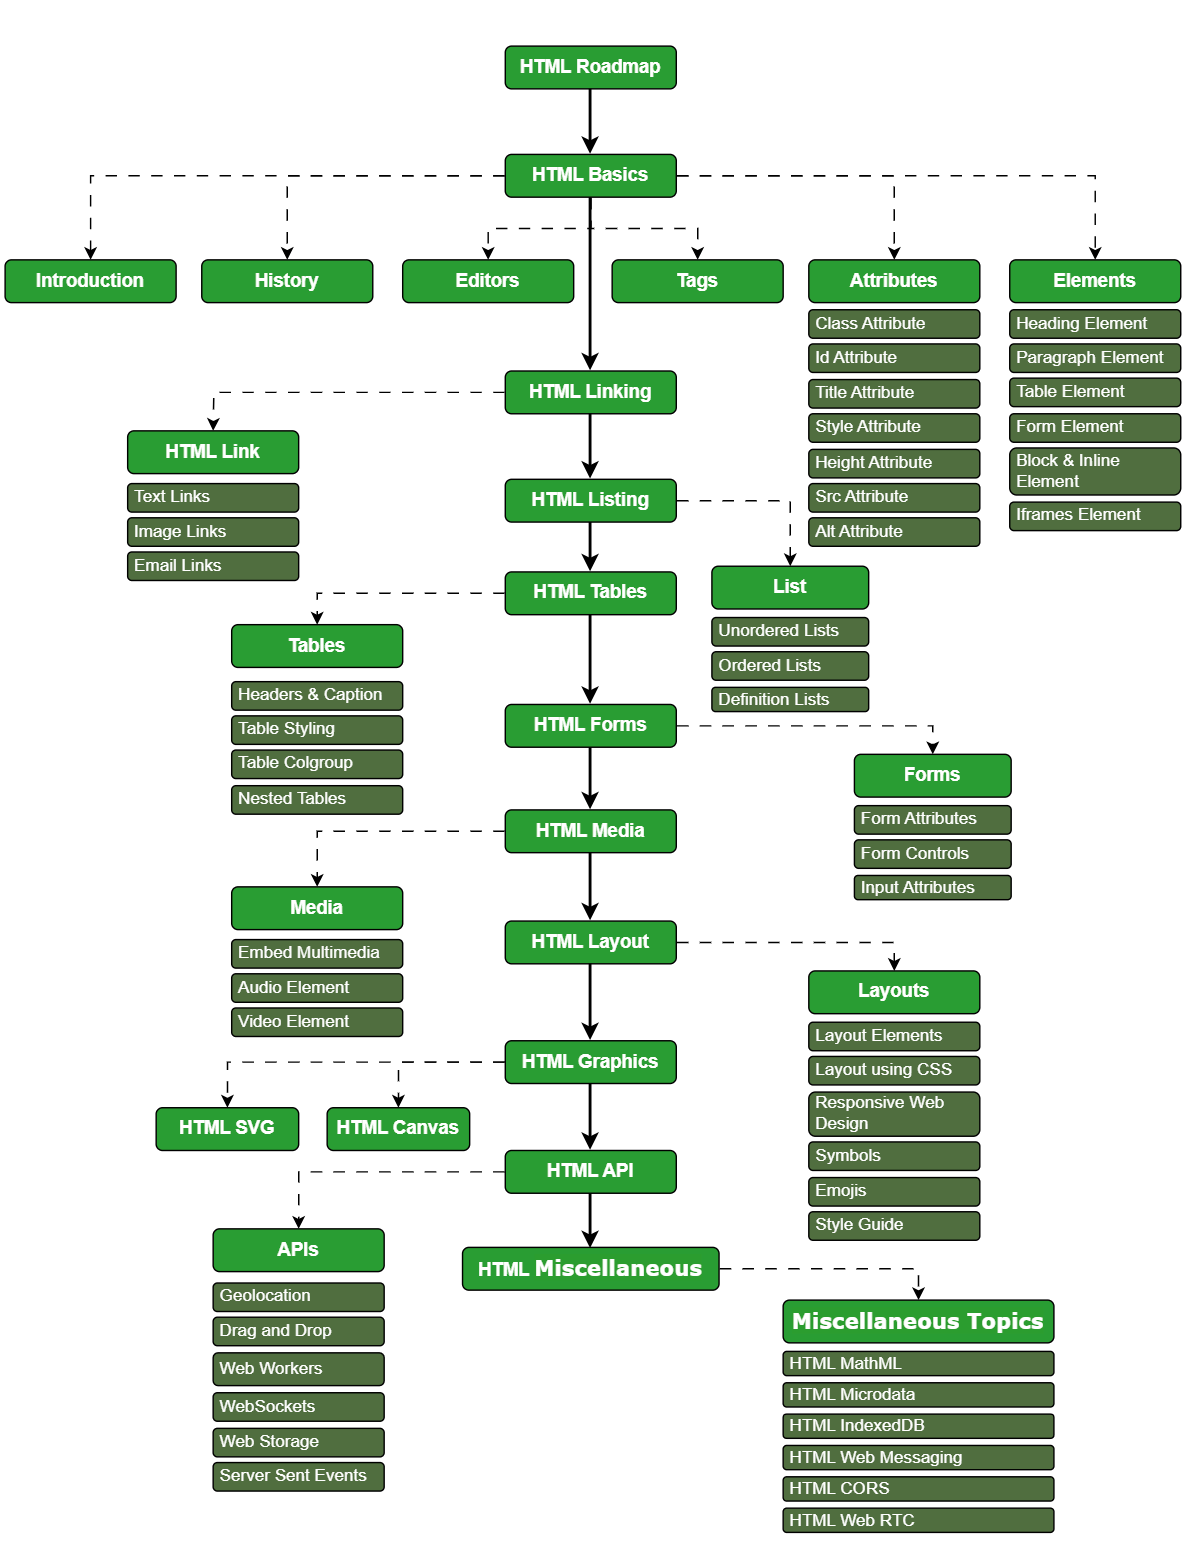 HTML Roadmap
HTML Basics
Introduction
History
Editors
Tags
Attributes
Class Attribute
Id Attribute
Title Attribute
Style Attribute
Height Attribute
Src Attribute
Alt Attribute
Elements
Heading Element
Paragraph Element
Table Element
Form Element
Block & Inline
Element
Iframes Element
HTML Linking
HTML Link
Text Links
Image Links
Email Links
HTML Listing
List
Unordered Lists
Ordered Lists
Definition Lists
HTML Tables
Tables
Headers & Caption
Table Styling
Table Colgroup
Nested Tables
HTML Forms
Forms
Form Attributes
Form Controls
Input Attributes
HTML Media
Media
Embed Multimedia
Audio Element
Video Element
HTML Layout
Layouts
Layout Elements
Layout using CSS
Responsive Web
Design
Symbols
Emojis
Style Guide
HTML Graphics
HTML SVG
HTML Canvas
HTML API
APIs
Geolocation
Drag and Drop
Web Workers
WebSockets
Web Storage
Server Sent Events
HTML Miscellaneous
Miscellaneous Topics
HTML MathML
HTML Microdata
HTML IndexedDB
HTML Web Messaging
HTML CORS
HTML Web RTC